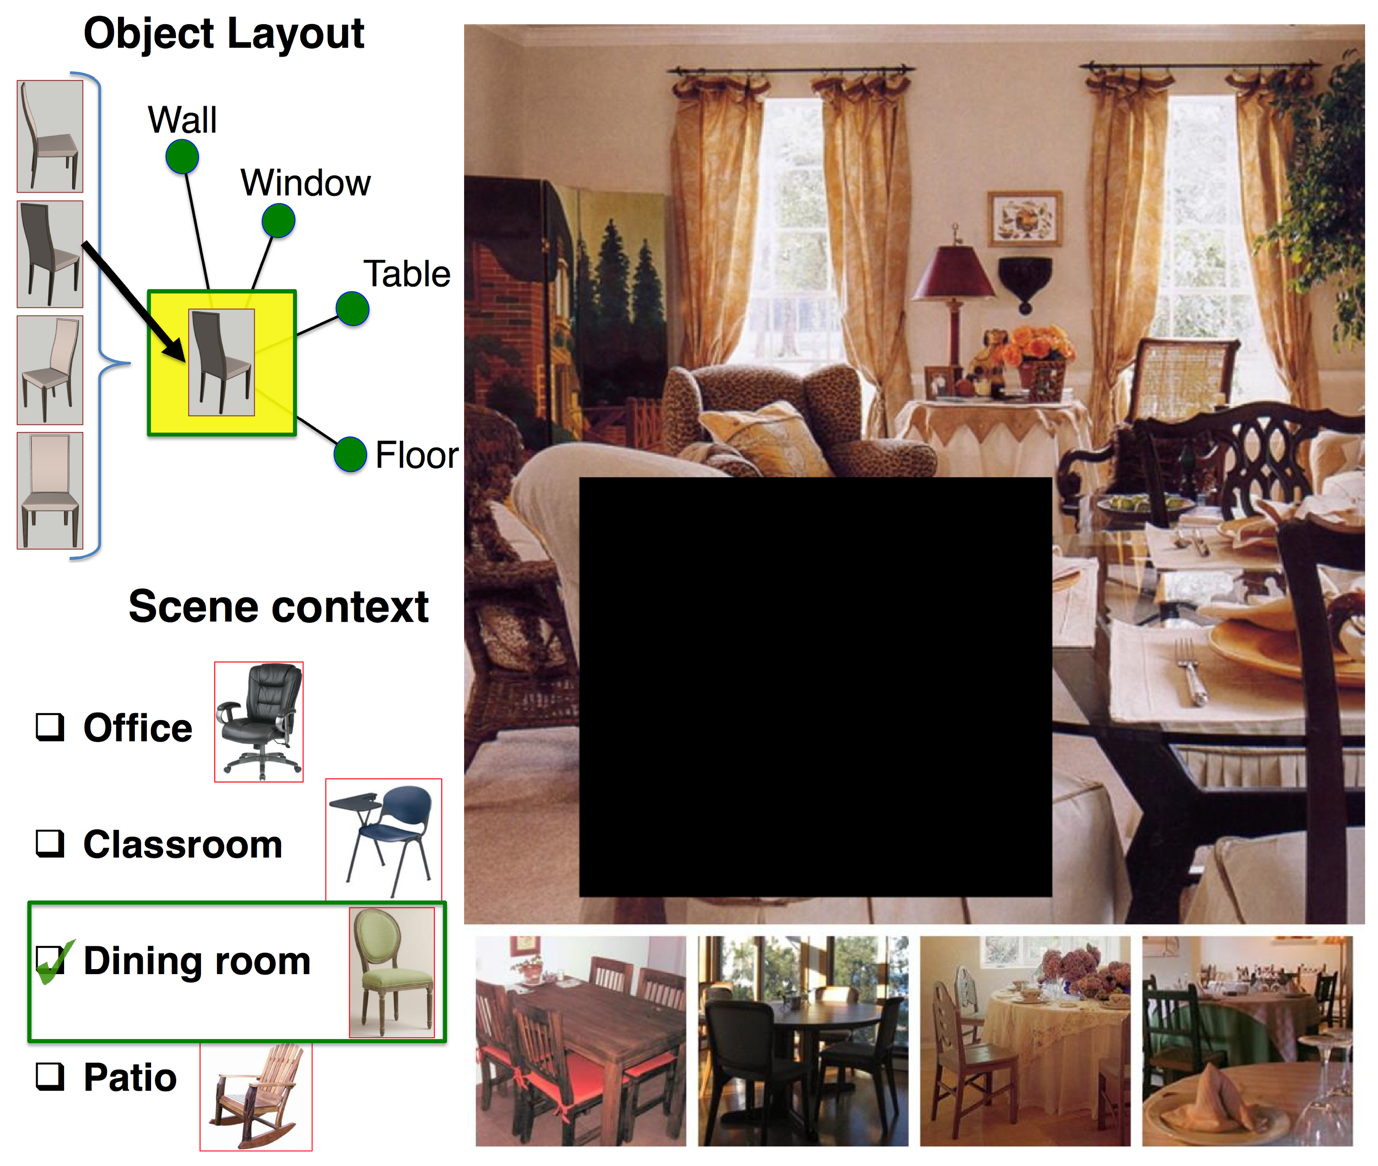 Object Layout
Wall
Window
Table
Floor
Scene context
Office
Classroom
Dining room
Patio